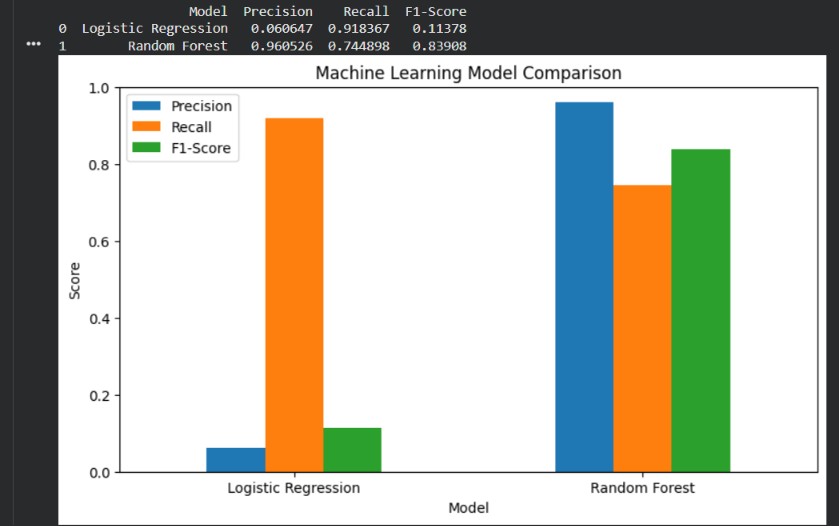 Model Precision Recall F1-Score
0 Logistic Regression 0.060647 0.918367 0.11378
1 Random Forest 0.960526 0.744898 0.83908
Machine Learning Model Comparison
1.0
Precision
Recall
F1-Score
0.8
0.6
Score
0.4
0.2
0.0
Logistic Regression Random Forest
Model